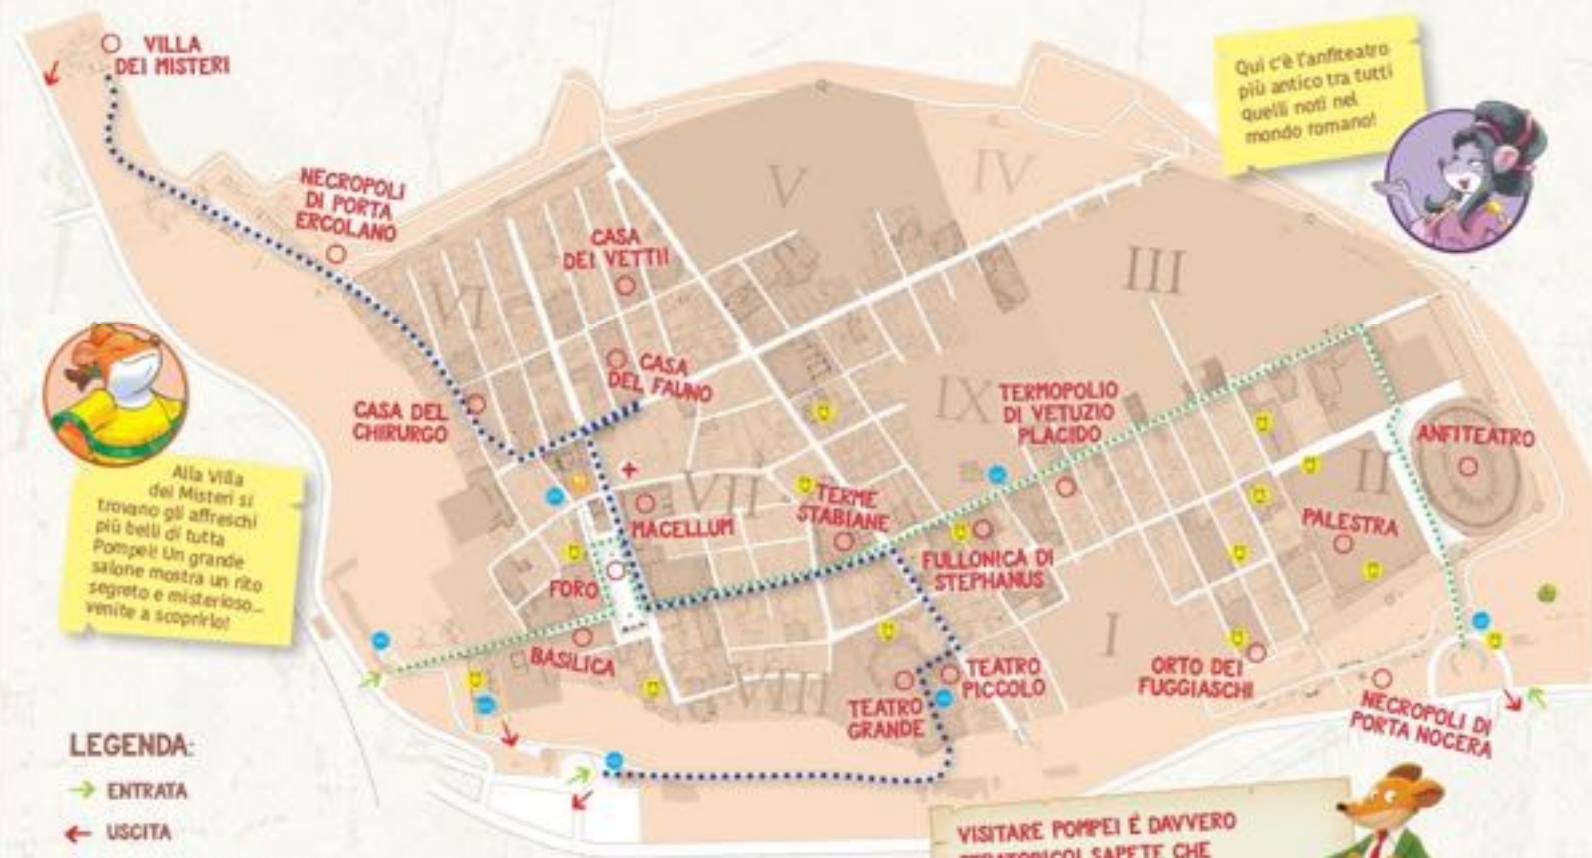 VILLA
DEI MISTERI
Qui c'è l'anfiteatro
più antico tra tutti
quelli noti nel
mondo romano!
NECROPOLI
DI PORTA
ERCOLANO
CASA
DEI VETTII
V
IV
III
VI
CASA
DEL FAUNO
CASA DEL
CHIRURGO
IX
TERMOPOLIO
DI VETUZIO
PLACIDO
ANFITEATRO
II
PALESTRA
Alla Villa
dei Misteri si
trovano gli affreschi
più belli di tutta
Pompei! Un grande
salone mostra un rito
segreto e misterioso...
venite a scoprirlo!
VII
MACELLUM
TERME
STABIANE
FULLONICA DI
STEPHANUS
FORO
BASILICA
VIII
I
TEATRO
GRANDE
TEATRO
PICCOLO
ORTO DEI
FUGGIASCHI
NECROPOLI DI
PORTA NOCERA
LEGENDA:
ENTRATA
USCITA
VISITARE POMPEI É DAVVERO
STRATOPICO! SAPETE CHE